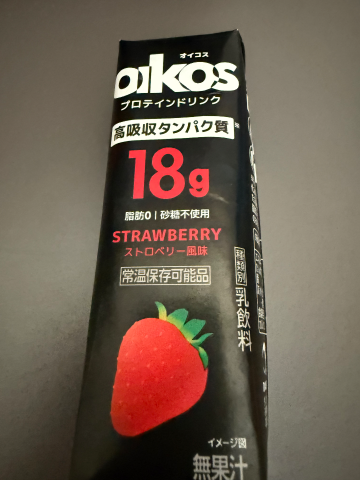 オイコス
oikos
プロテインドリンク
高吸収タンパク質※
18g
脂肪0 | 砂糖不使用
STRAWBERRY
ストロベリー風味
常温保存可能品
種類別 乳飲料
イメージ図
無果汁